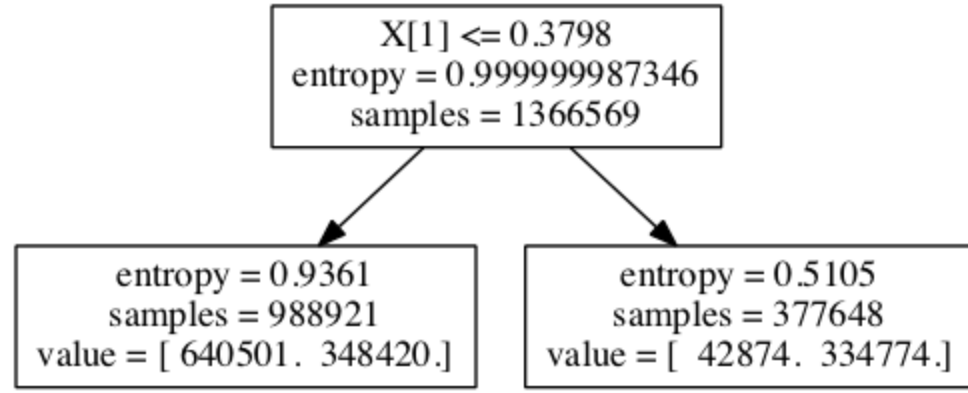 X[1] <= 0.3798
entropy = 0.999999987346
samples = 1366569
entropy = 0.9361
samples = 988921
value = [ 640501.  348420.]
entropy = 0.5105
samples = 377648
value = [  42874.  334774.]